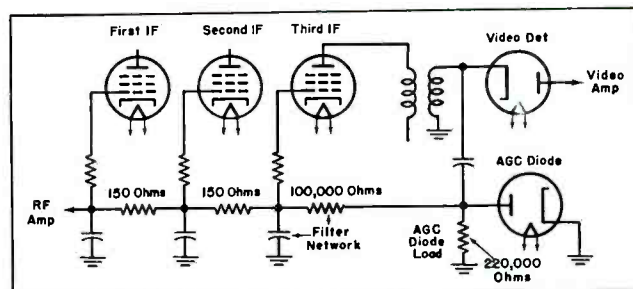 First IF
Second IF
Third IF
Video Det
Video Amp
150 Ohms
150 Ohms
100,000 Ohms
AGC Diode
RF Amp
Filter Network
AGC Diode Load
220,000 Ohms